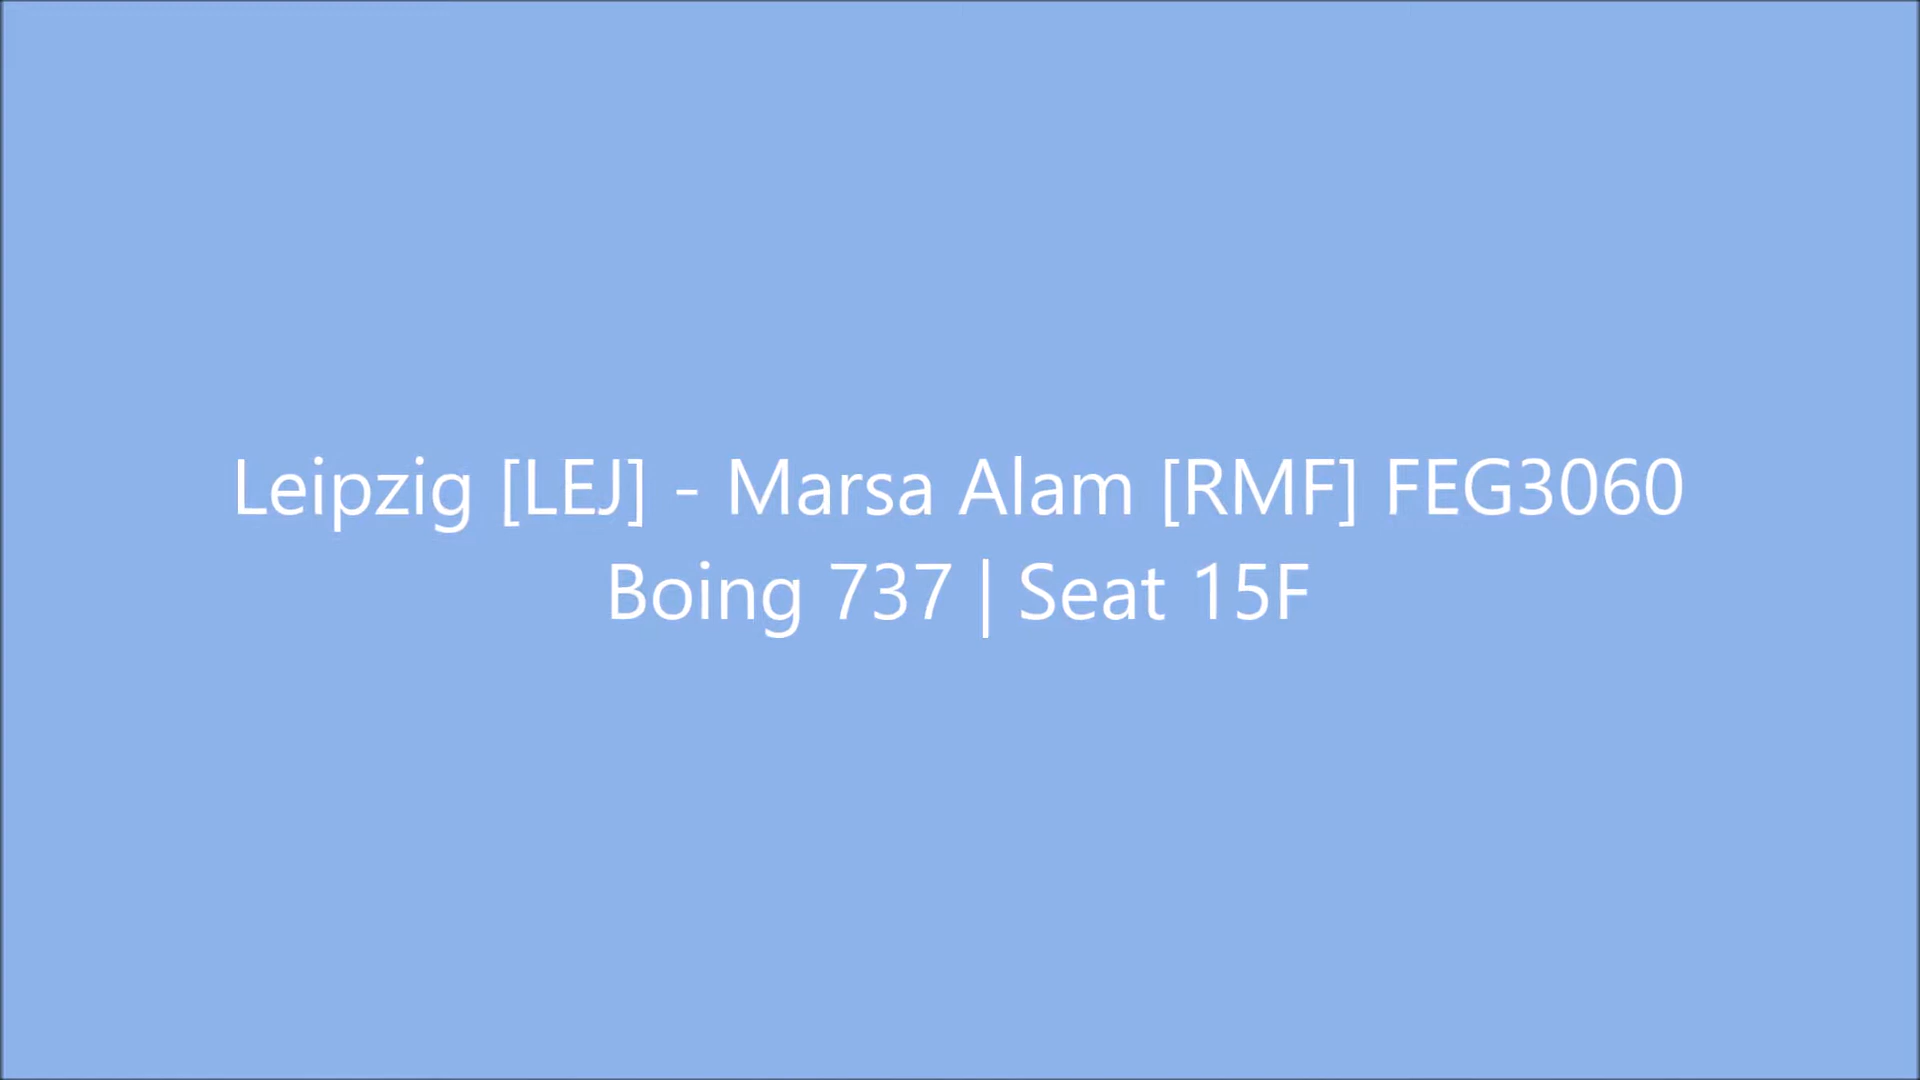 Leipzig [LEJ] - Marsa Alam [RMF] FEG3060
Boing 737 | Seat 15F